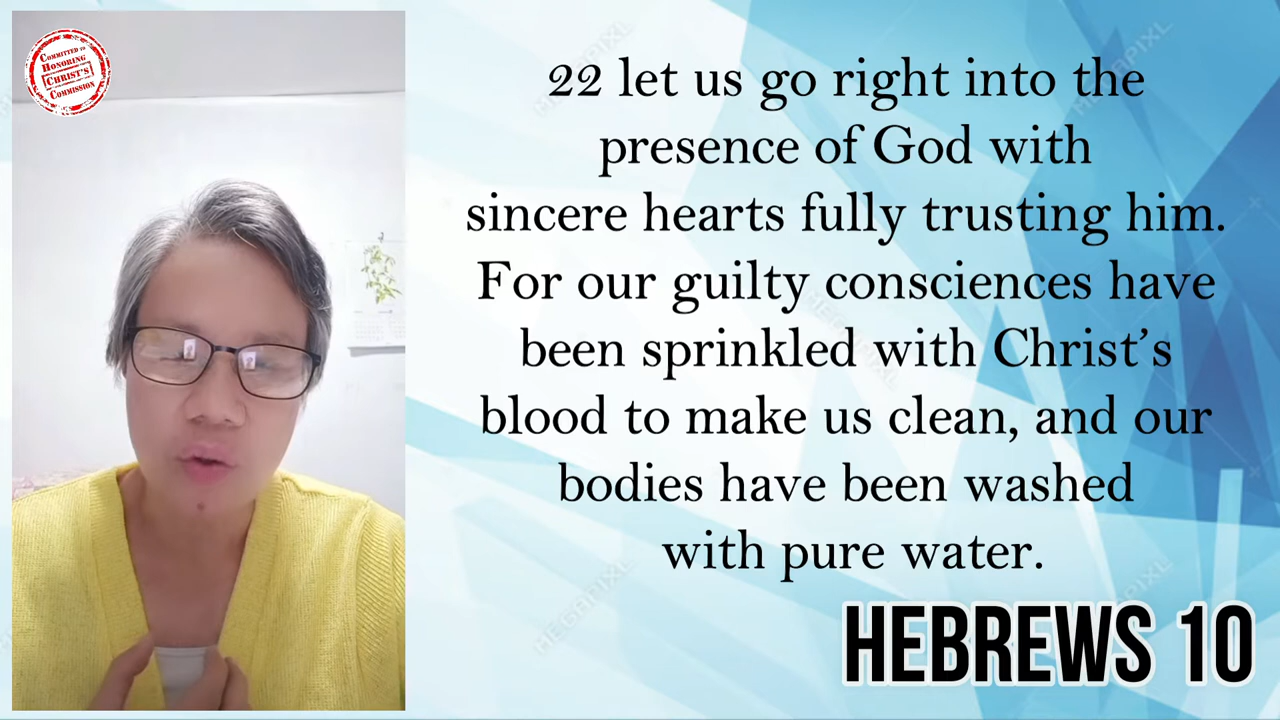 COMMITTED TO
HONORING
CHRIST'S
COMMISSION
22 let us go right into the
presence of God with
sincere hearts fully trusting him.
For our guilty consciences have
been sprinkled with Christ's
blood to make us clean, and our
bodies have been washed
with pure water.
HEBREWS 10